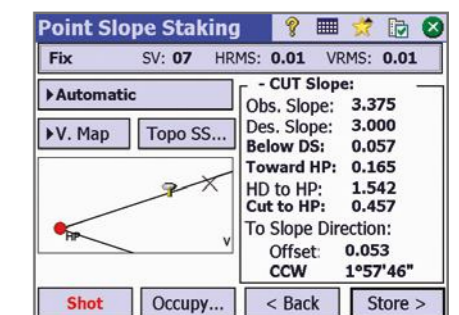 Point Slope Staking
Fix SV: 07 HRMS: 0.01 VRMS: 0.01
Automatic
V. Map Topo SS...
HP
V
- CUT Slope:
Obs. Slope: 3.375
Des. Slope: 3.000
Below DS: 0.057
Toward HP: 0.165
HD to HP: 1.542
Cut to HP: 0.457
To Slope Direction:
Offset: 0.053
CCW 1°57'46"
Shot Occupy... < Back Store >